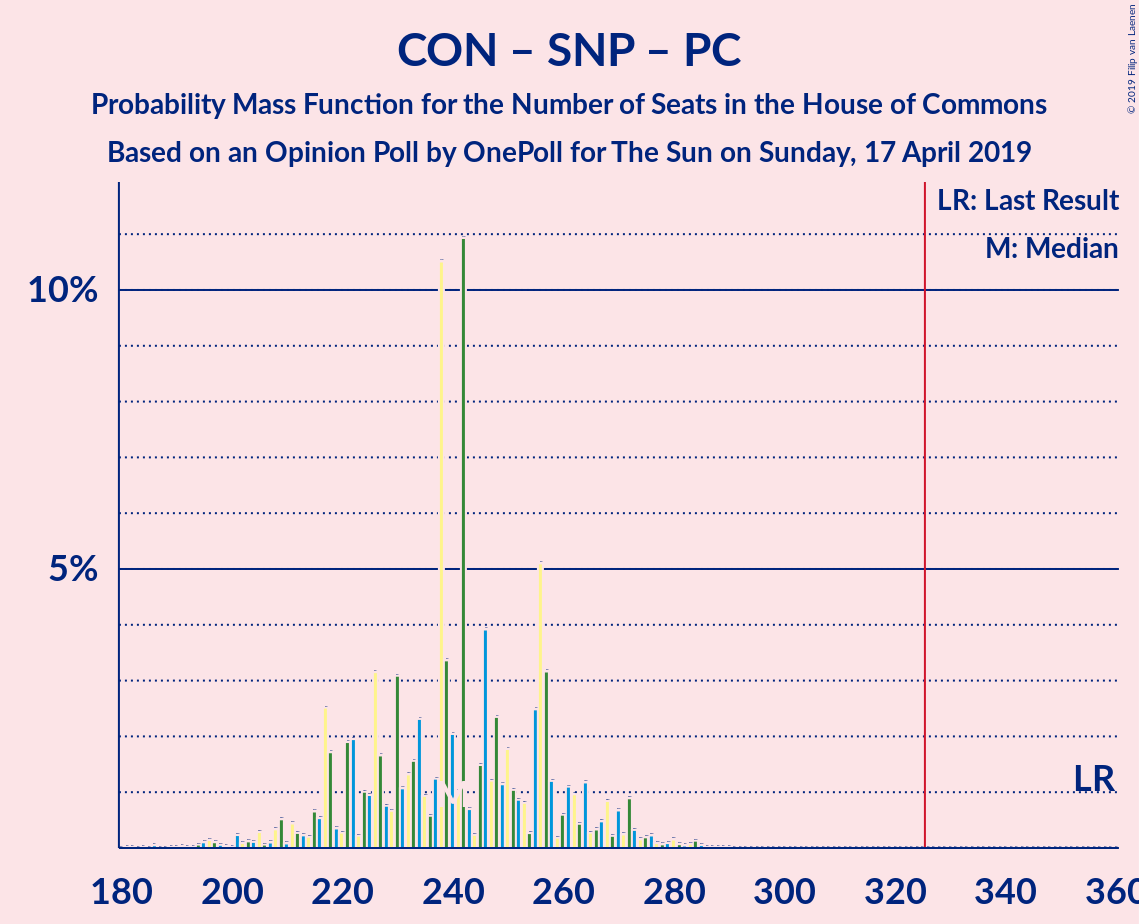 CON – SNP – PC
Probability Mass Function for the Number of Seats in the House of Commons
Based on an Opinion Poll by OnePoll for The Sun on Sunday, 17 April 2019
© 2019 Filip van Laenen
LR: Last Result
M: Median
10%
5%
M
LR
180 200 220 240 260 280 300 320 340 360